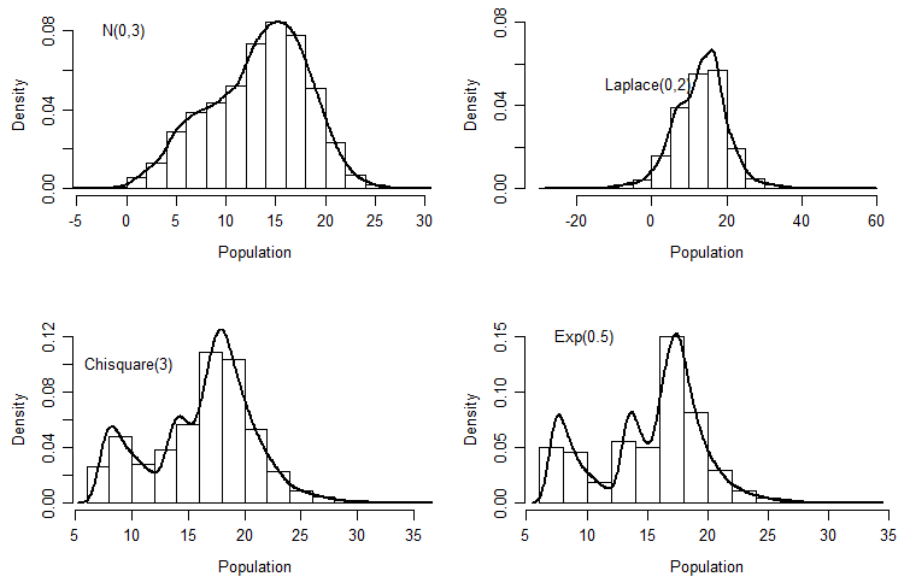 N(0,3)
Density
0.00 0.04 0.08
-5 0 5 10 15 20 25 30
Population
Laplace(0,2)
Density
0.00 0.04 0.08
-20 0 20 40 60
Population
Chisquare(3)
Density
0.00 0.04 0.08 0.12
5 10 15 20 25 30 35
Population
Exp(0.5)
Density
0.00 0.05 0.10 0.15
5 10 15 20 25 30 35
Population